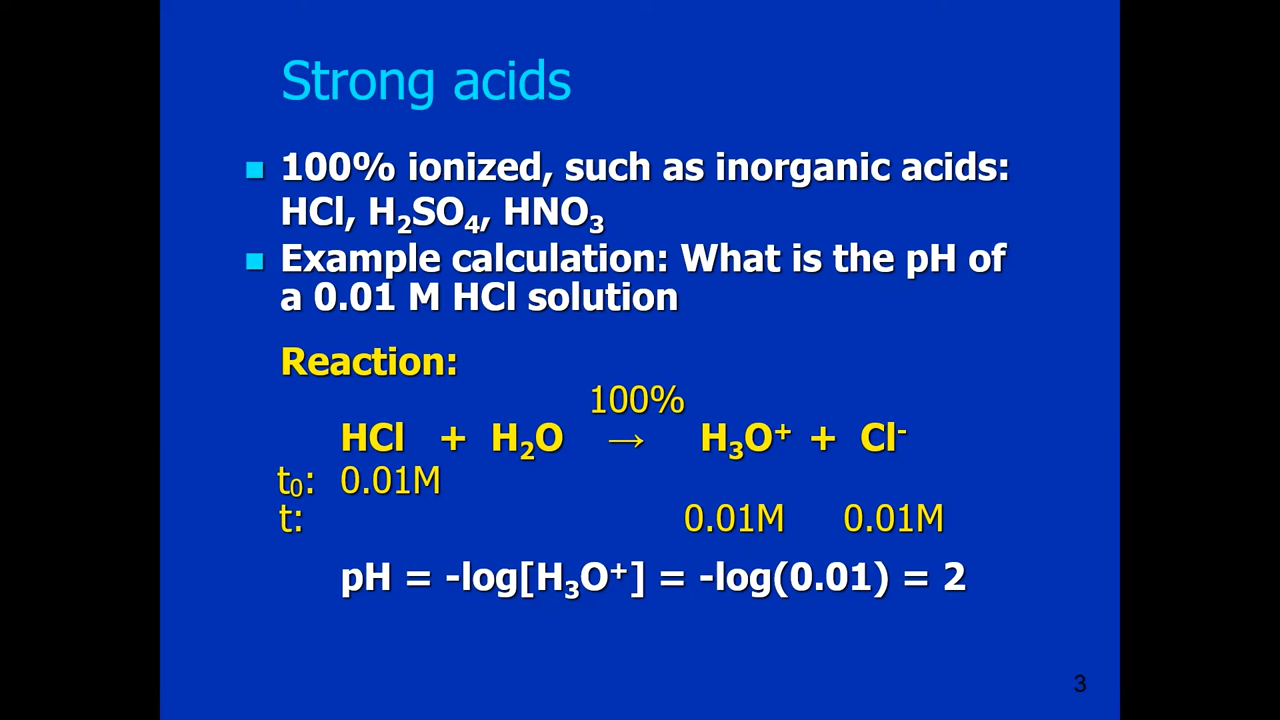 Strong acids
■ 100% ionized, such as inorganic acids:
HCl, H₂SO₄, HNO₃
■ Example calculation: What is the pH of
a 0.01 M HCl solution
Reaction:
100%
HCl + H₂O → H₃O⁺ + Cl⁻
t₀: 0.01M
t: 0.01M 0.01M
pH = -log[H₃O⁺] = -log(0.01) = 2
3